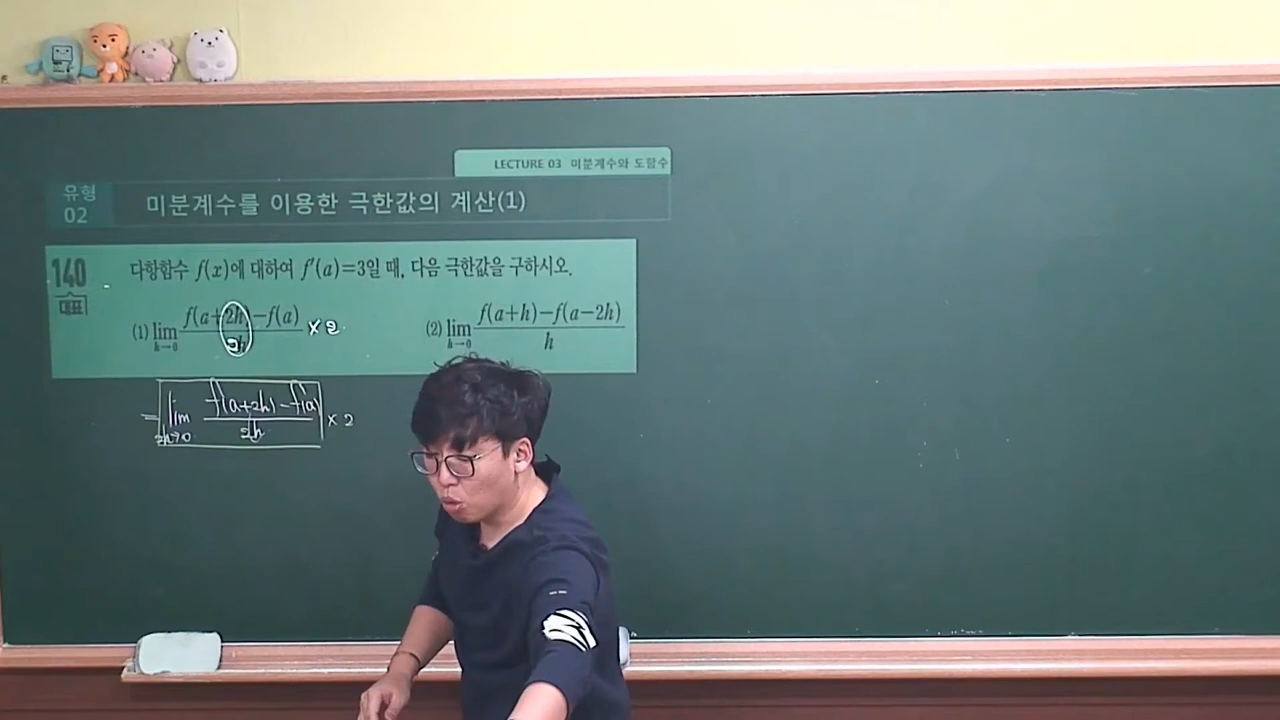 LECTURE 03 미분계수와 도함수
유형 02
미분계수를 이용한 극한값의 계산(1)
140
대표
다항함수 f(x)에 대하여 f′(a)=3일 때, 다음 극한값을 구하시오.
(1) lim h→0 f(a+2h)−f(a) / 2h × 2
(2) lim h→0 f(a+h)−f(a−2h) / h
= lim 2h→0 f(a+2h)−f(a) / 2h × 2